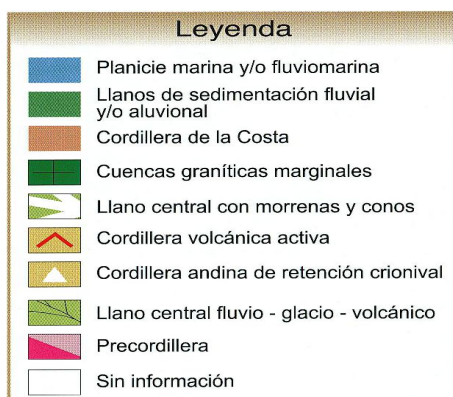 Leyenda
Planicie marina y/o fluviomarina
Llanos de sedimentación fluvial
y/o aluvional
Cordillera de la Costa
Cuencas graníticas marginales
Llano central con morrenas y conos
Cordillera volcánica activa
Cordillera andina de retención crionival
Llano central fluvio - glacio - volcánico
Precordillera
Sin información